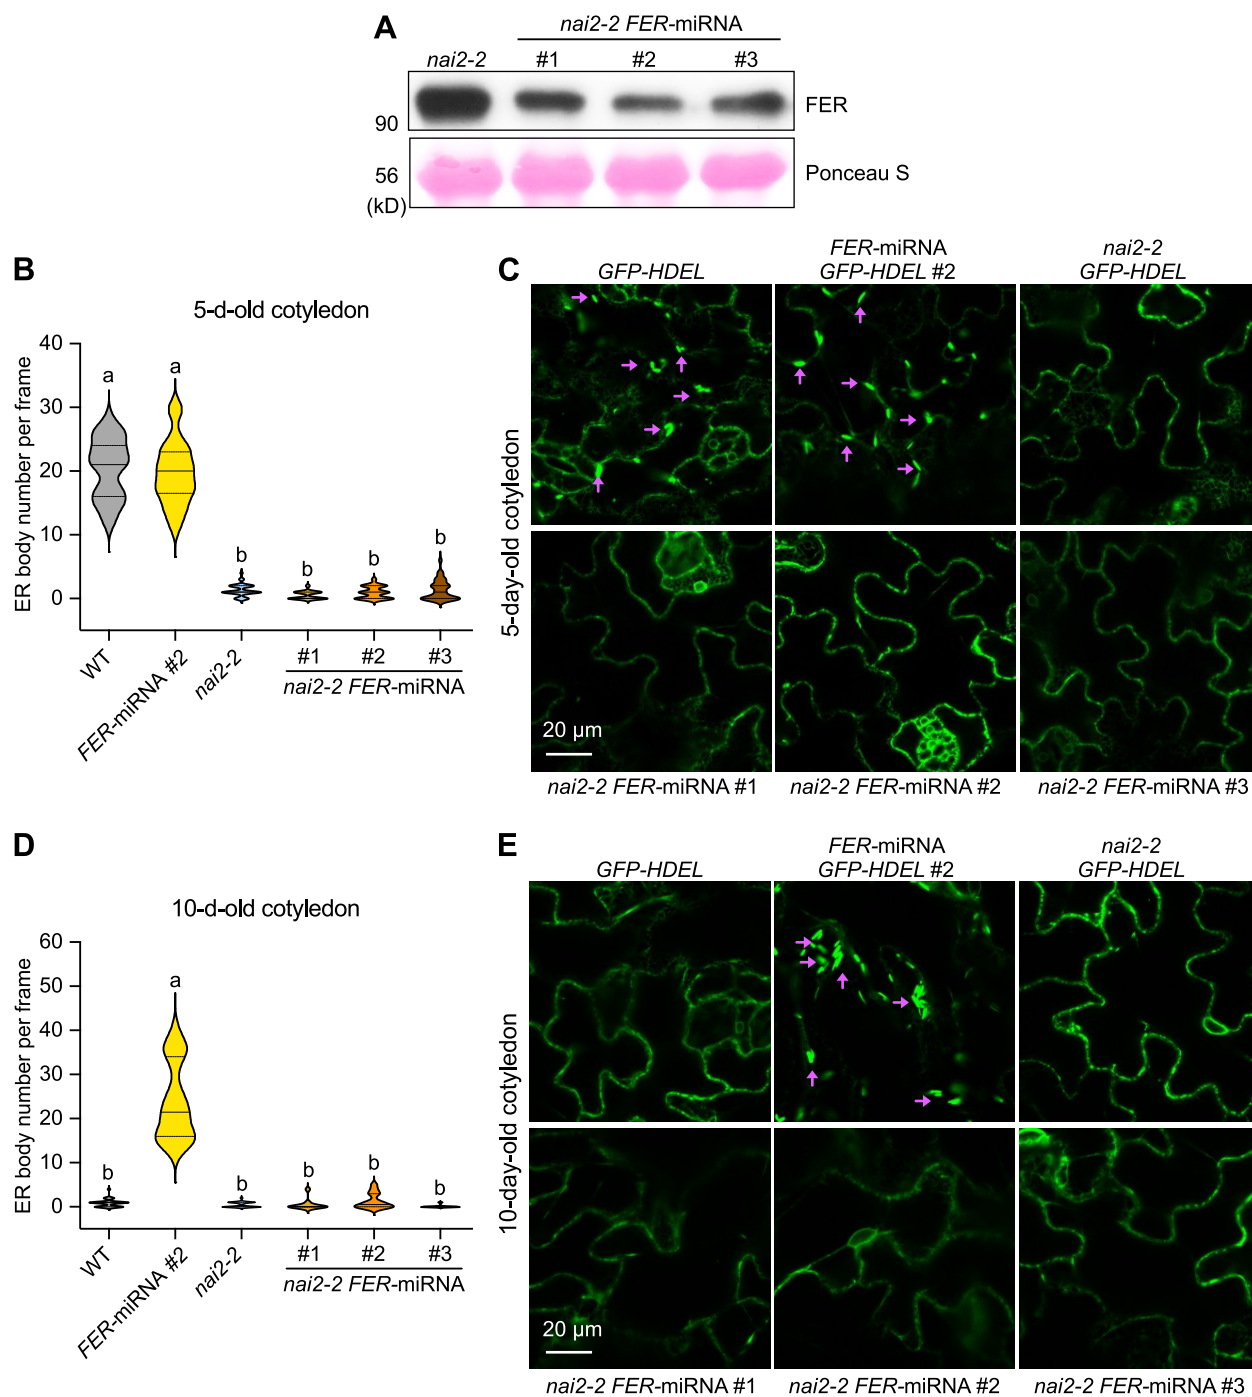 A
nai2-2 FER-miRNA
nai2-2 #1 #2 #3
FER
90
56
Ponceau S
(kD)
B
5-d-old cotyledon
ER body number per frame
40
30
20
10
0
a a b b b b
WT
FER-miRNA #2
nai2-2
#1 #2 #3
nai2-2 FER-miRNA
C
GFP-HDEL
FER-miRNA
GFP-HDEL #2
nai2-2
GFP-HDEL
5-day-old cotyledon
20 µm
nai2-2 FER-miRNA #1
nai2-2 FER-miRNA #2
nai2-2 FER-miRNA #3
D
10-d-old cotyledon
ER body number per frame
60
50
40
30
20
10
0
b a b b b b
WT
FER-miRNA #2
nai2-2
#1 #2 #3
nai2-2 FER-miRNA
E
GFP-HDEL
FER-miRNA
GFP-HDEL #2
nai2-2
GFP-HDEL
10-day-old cotyledon
20 µm
nai2-2 FER-miRNA #1
nai2-2 FER-miRNA #2
nai2-2 FER-miRNA #3